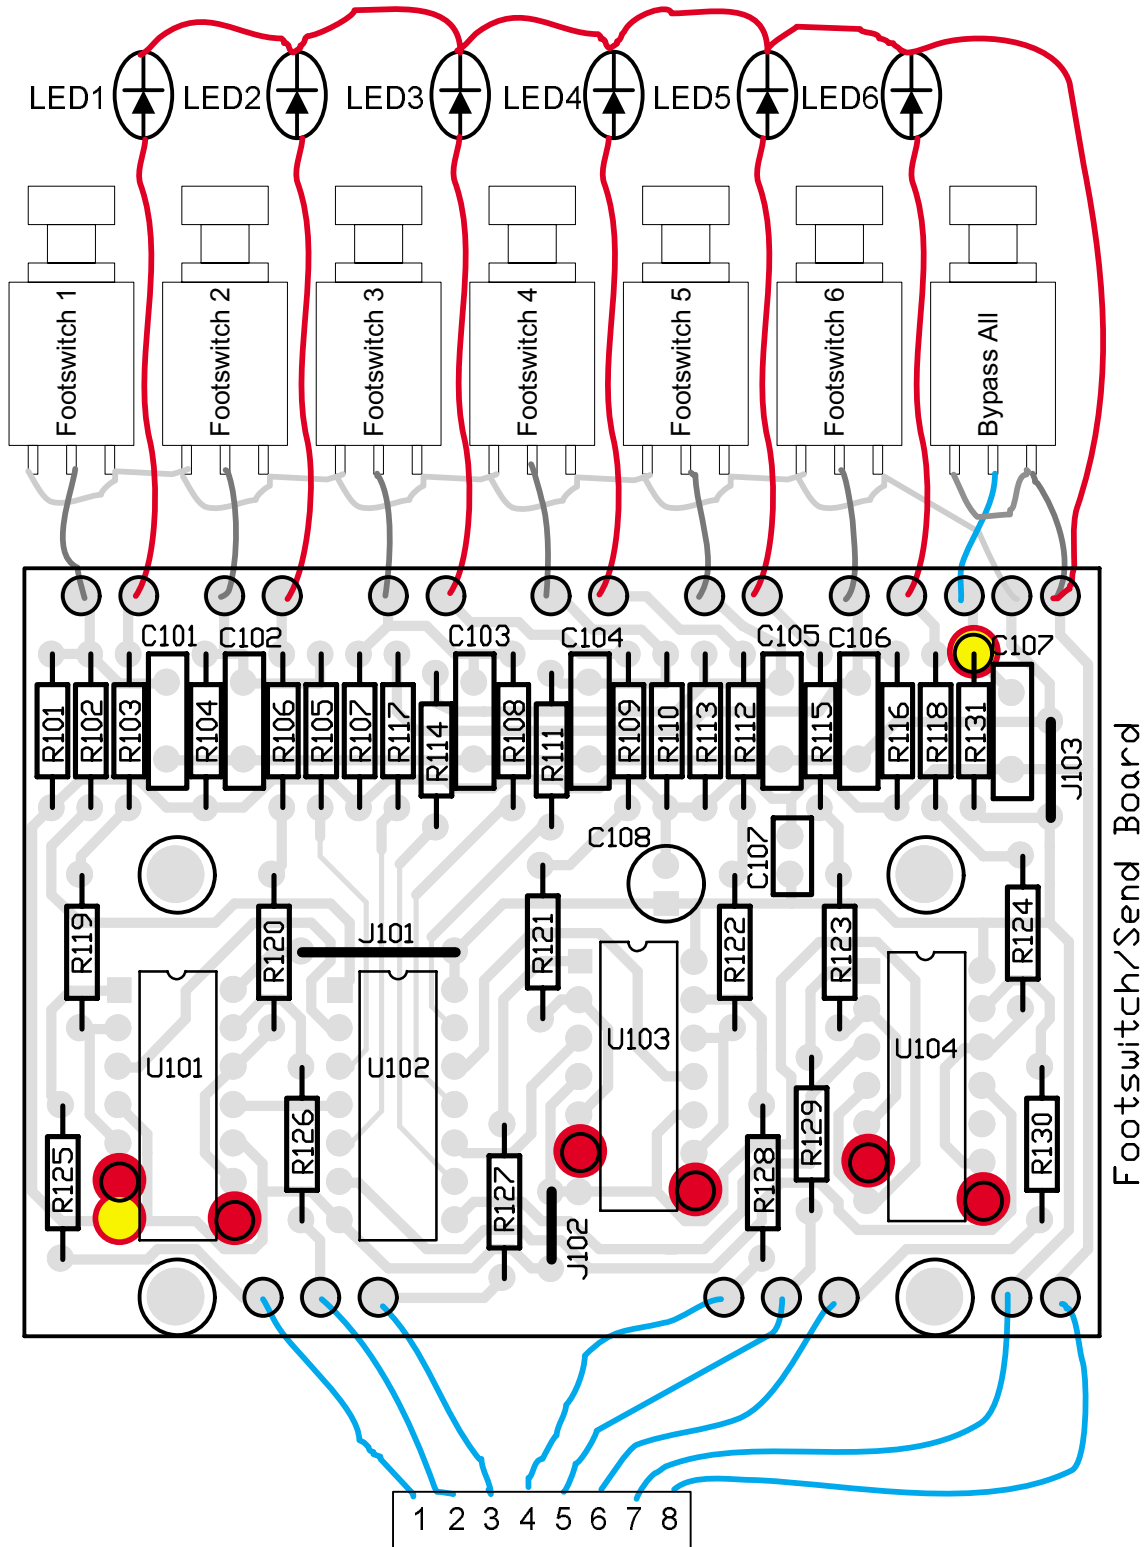 LED1 LED2 LED3 LED4 LED5 LED6
Footswitch 1
Footswitch 2
Footswitch 3
Footswitch 4
Footswitch 5
Footswitch 6
Bypass All
C101 C102 C103 C104 C105 C106 C107
R101 R102 R103 R104 R106 R105 R107 R117 R114 R108 R111 R109 R110 R113 R112 R115 R116 R118 R131 J103
C108 C107
R119 R120 J101 R121 R122 R123 R124
U101 U102 U103 U104
R125 R126 R127 J102 R128 R129 R130
Footswitch/Send Board
1 2 3 4 5 6 7 8